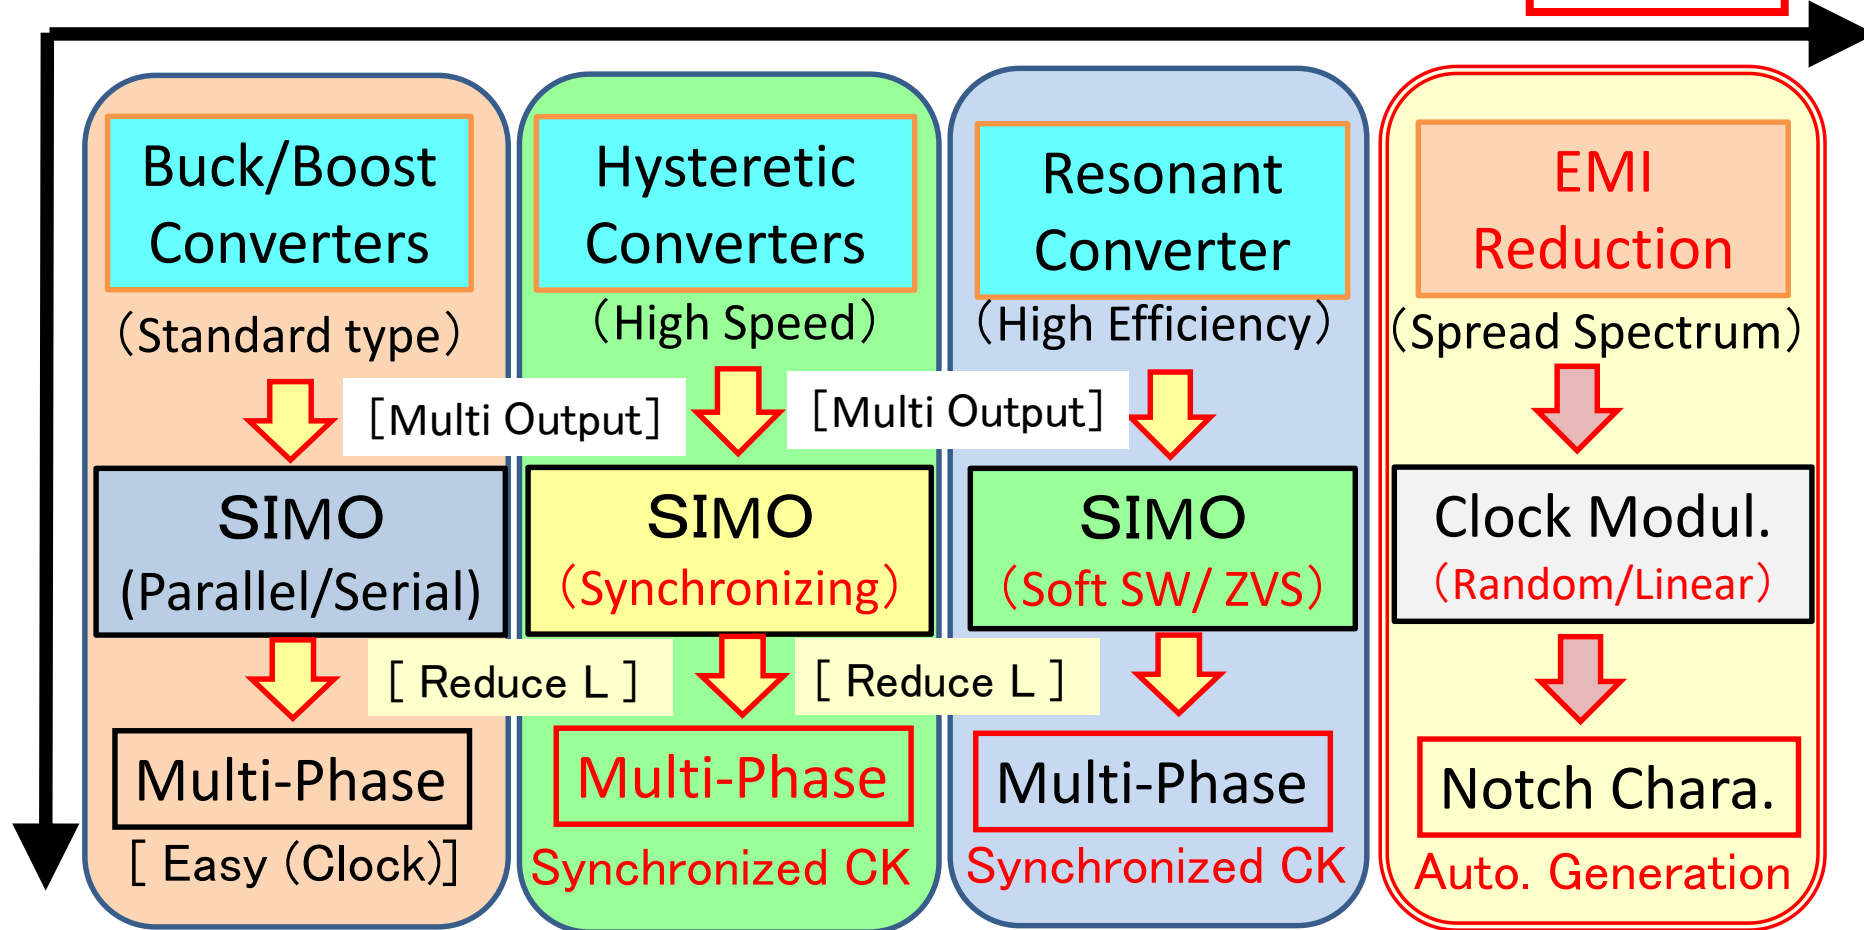 Buck/Boost
Converters
（Standard type）
Hysteretic
Converters
（High Speed）
Resonant
Converter
（High Efficiency）
EMI
Reduction
（Spread Spectrum）
［Multi Output］
［Multi Output］
SIMO
(Parallel/Serial)
SIMO
（Synchronizing）
SIMO
（Soft SW/ ZVS）
Clock Modul.
（Random/Linear）
[ Reduce L ]
[ Reduce L ]
Multi-Phase
[ Easy (Clock)]
Multi-Phase
Synchronized CK
Multi-Phase
Synchronized CK
Notch Chara.
Auto. Generation